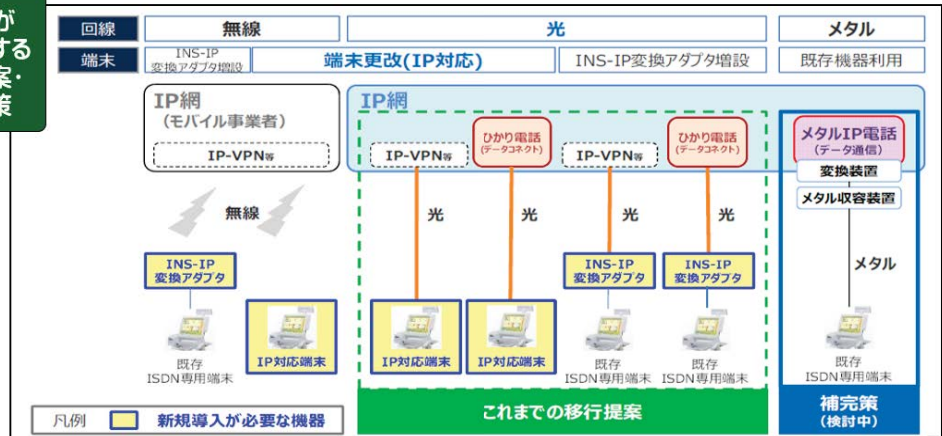 が
する
案・
策
回線
無線
光
メタル
端末
INS-IP
変換アダプタ増設
端末更改(IP対応)
INS-IP変換アダプタ増設
既存機器利用
IP網
(モバイル事業者)
IP-VPN等
IP網
IP-VPN等
ひかり電話
(データコネクト)
IP-VPN等
ひかり電話
(データコネクト)
メタルIP電話
(データ通信)
変換装置
メタル収容装置
無線
光
光
光
光
メタル
INS-IP
変換アダプタ
INS-IP
変換アダプタ
INS-IP
変換アダプタ
既存
ISDN専用端末
IP対応端末
IP対応端末
IP対応端末
既存
ISDN専用端末
既存
ISDN専用端末
既存
ISDN専用端末
凡例
新規導入が必要な機器
これまでの移行提案
補完策
(検討中)